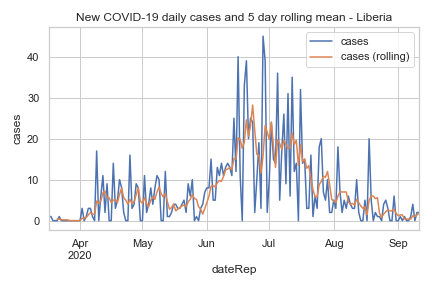 New COVID-19 daily cases and 5 day rolling mean - Liberia
cases
cases (rolling)
40
30
20
10
0
cases
Apr
2020
May
Jun
Jul
Aug
Sep
dateRep